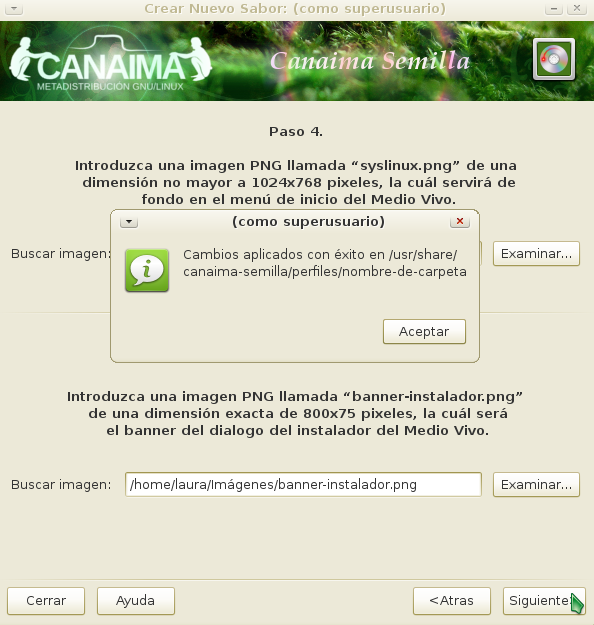 Crear Nuevo Sabor: (como superusuario)
CANAIMA
METADISTRIBUCIÓN GNU/LINUX
Canaima Semilla
Paso 4.
Introduzca una imagen PNG llamada “syslinux.png” de una
dimensión no mayor a 1024x768 pixeles, la cuál servirá de
fondo en el menú de inicio del Medio Vivo.
(como superusuario)
Buscar imagen:
Examinar...
Cambios aplicados con éxito en /usr/share/
canaima-semilla/perfiles/nombre-de-carpeta
Aceptar
Introduzca una imagen PNG llamada “banner-instalador.png”
de una dimensión exacta de 800x75 pixeles, la cuál será
el banner del dialogo del instalador del Medio Vivo.
Buscar imagen: /home/laura/Imágenes/banner-instalador.png Examinar...
Cerrar Ayuda <Atras Siguiente>